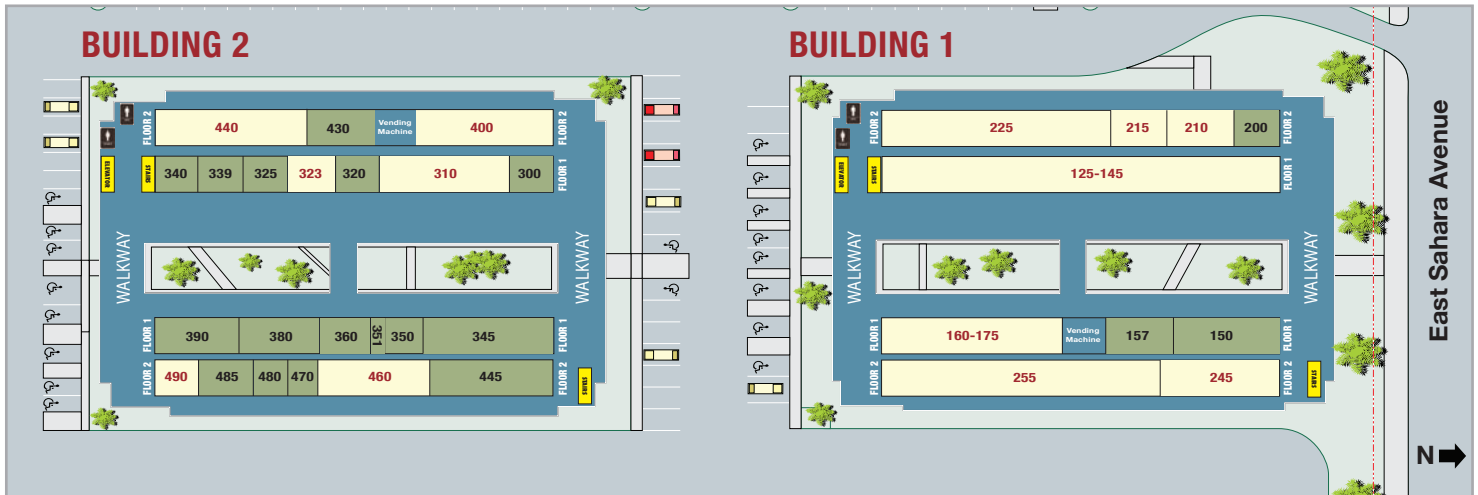 BUILDING 2
FLOOR 2
440
430
Vending
Machine
400
FLOOR 2
ELEVATOR
STAIRS
340
339
325
323
320
310
300
FLOOR 1
WALKWAY
WALKWAY
FLOOR 1
390
380
360
351
350
345
FLOOR 1
FLOOR 2
490
485
480
470
460
445
FLOOR 2
STAIRS
BUILDING 1
FLOOR 2
225
215
210
200
FLOOR 2
ELEVATOR
STAIRS
125-145
FLOOR 1
WALKWAY
WALKWAY
FLOOR 1
160-175
Vending
Machine
157
150
FLOOR 1
FLOOR 2
255
245
FLOOR 2
STAIRS
East Sahara Avenue
N